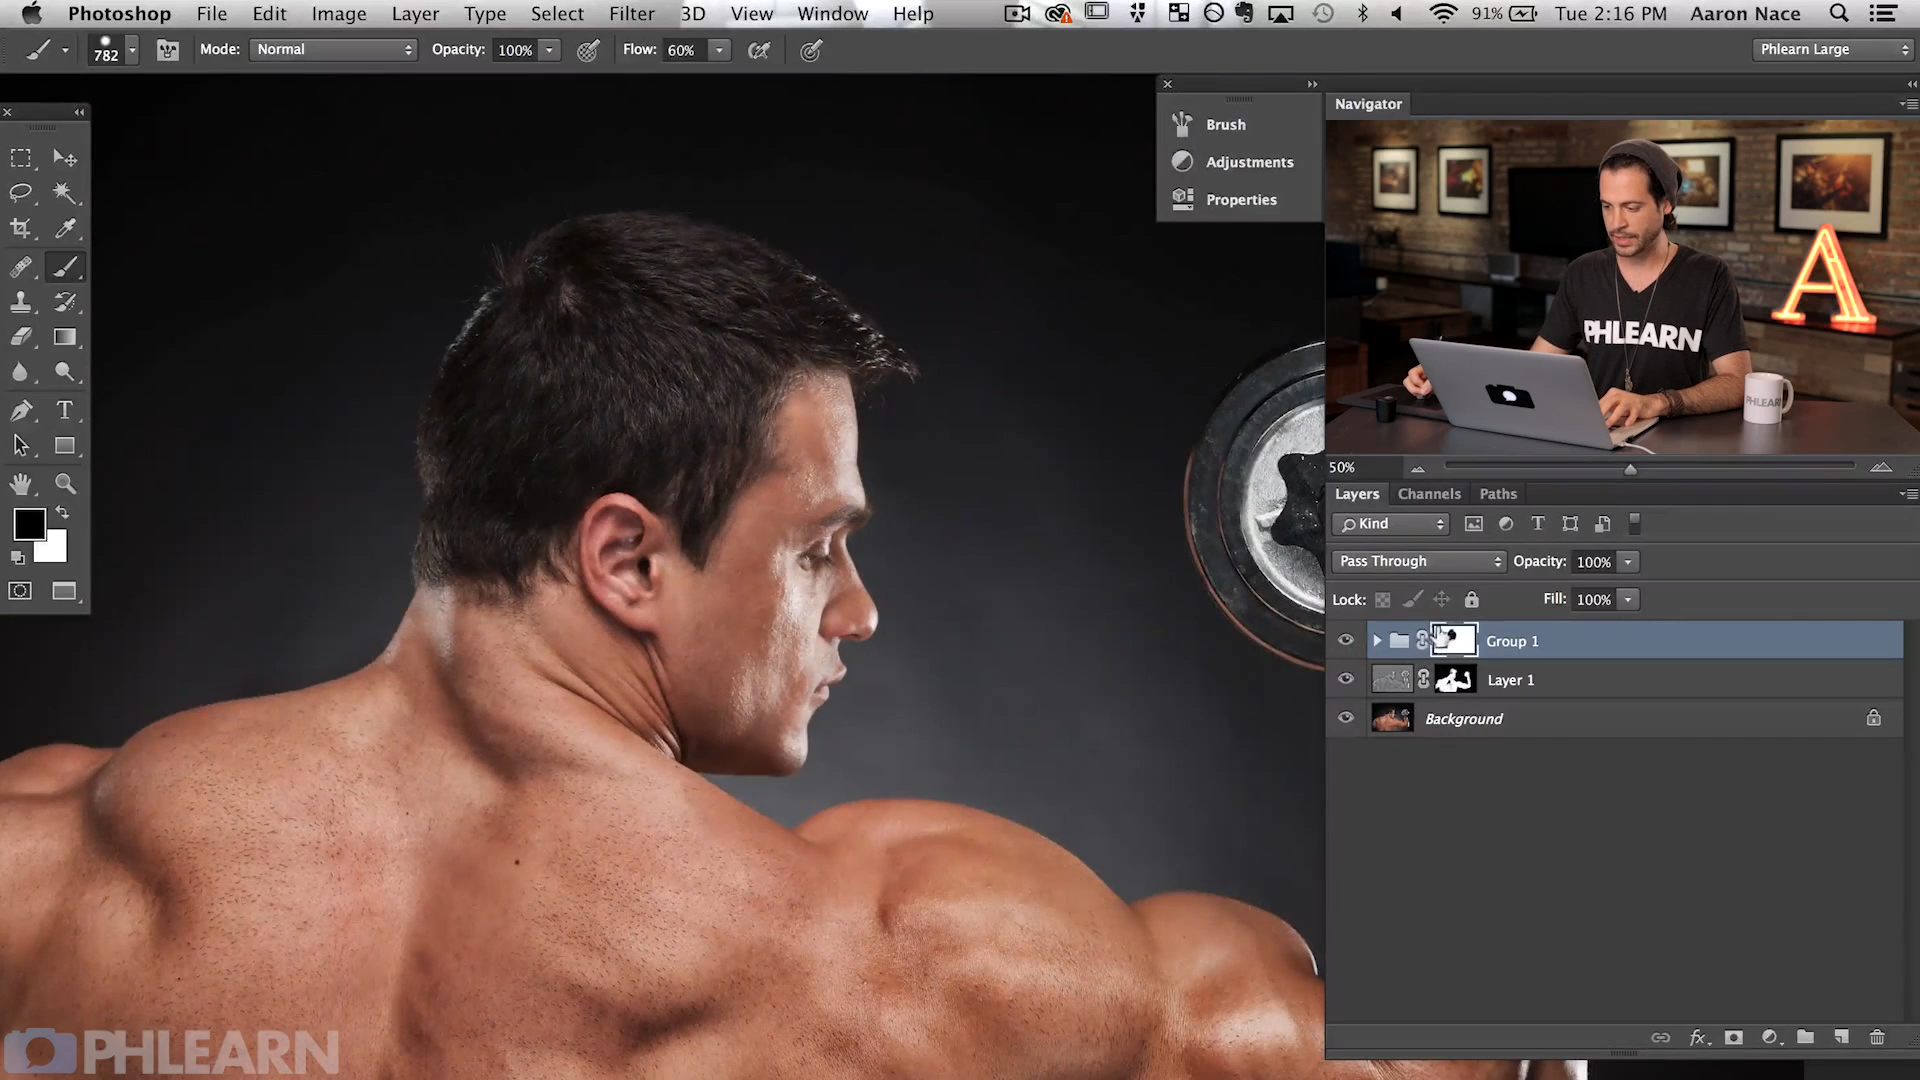 Photoshop File Edit Image Layer Type Select Filter 3D View Window Help 91% Tue 2:16 PM Aaron Nace
782 Mode: Normal Opacity: 100% Flow: 60% Phlearn Large
Navigator
Brush
Adjustments
Properties
A
PHLEARN
PHLEARN
50%
Layers Channels Paths
Kind
Pass Through Opacity: 100%
Lock: Fill: 100%
Group 1
Layer 1
Background
fx
PHLEARN